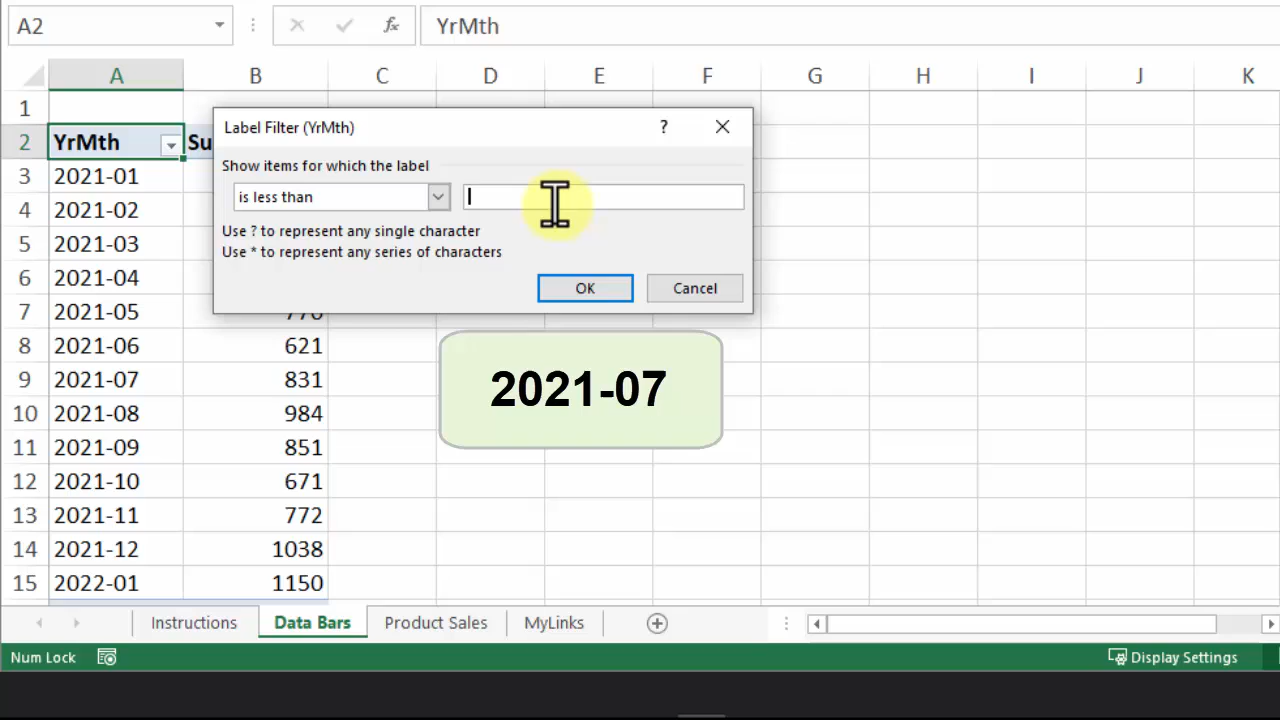 A2 fx YrMth
A B C D E F G H I J K
1
2 YrMth Su
3 2021-01
4 2021-02
5 2021-03
6 2021-04
7 2021-05 770
8 2021-06 621
9 2021-07 831
10 2021-08 984
11 2021-09 851
12 2021-10 671
13 2021-11 772
14 2021-12 1038
15 2022-01 1150
Label Filter (YrMth) ?
Show items for which the label
is less than
Use ? to represent any single character
Use * to represent any series of characters
OK Cancel
2021-07
Instructions Data Bars Product Sales MyLinks
Num Lock Display Settings